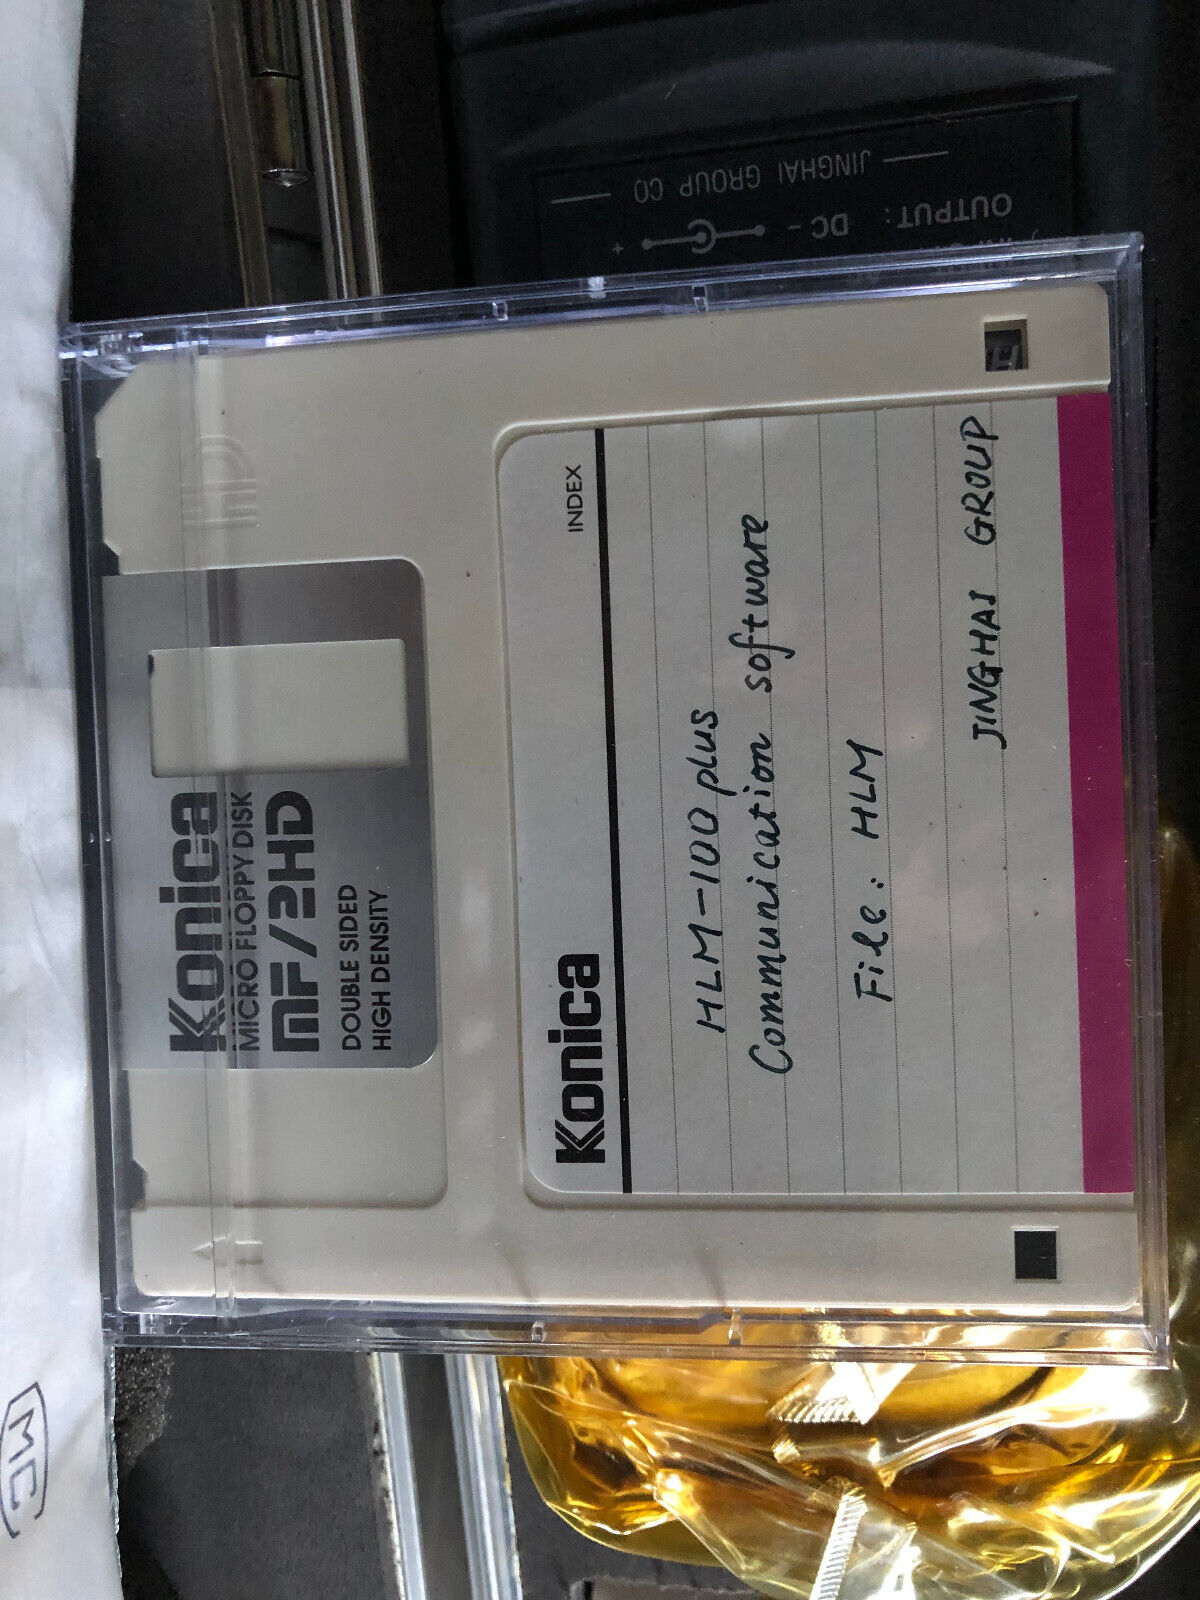 JINGHAI GROUP CO
OUTPUT: DC - +
Konica
MICRO FLOPPY DISK
MF/2HD
DOUBLE SIDED
HIGH DENSITY
HD
Konica INDEX
HLM-100 plus
Communication software
File: HLM
JINGHAI GROUP
H
MC